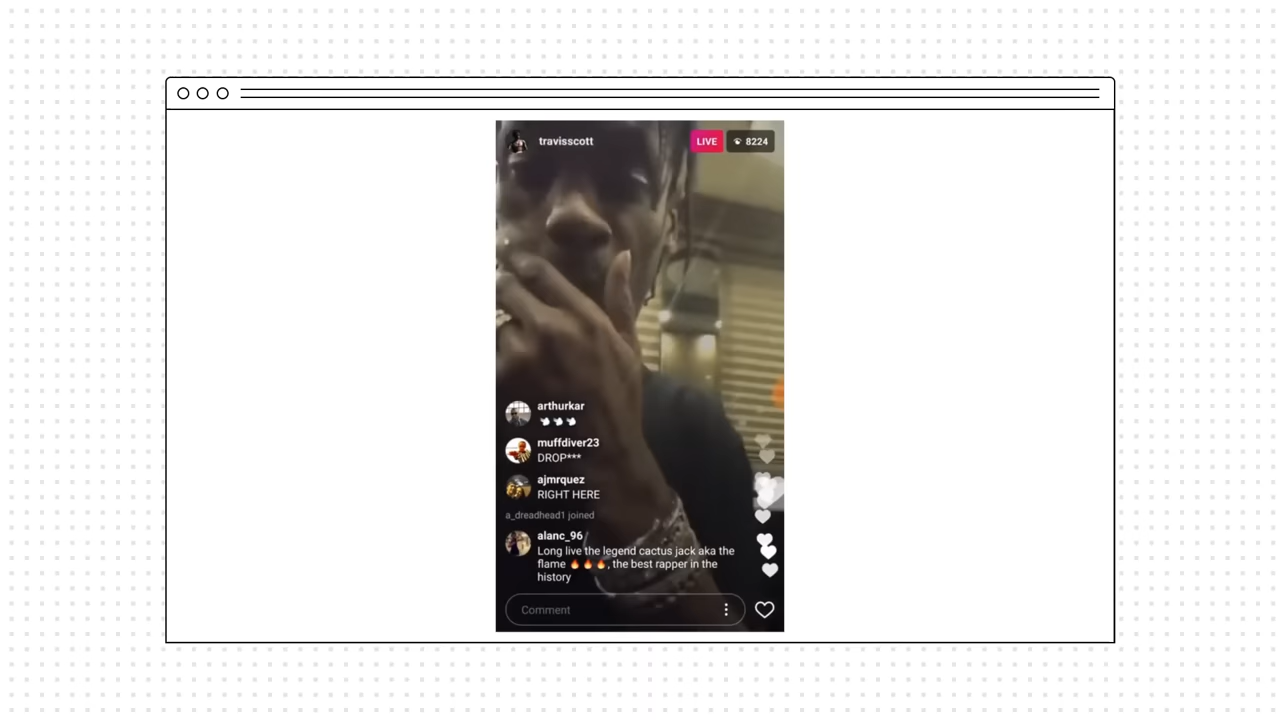 travisscott
LIVE 8224
arthurkar
🕊🕊🕊
muffdiver23
DROP***
ajmrquez
RIGHT HERE
a_dreadhead1 joined
alanc_96
Long live the legend cactus jack aka the
flame 🔥🔥🔥, the best rapper in the
history
Comment